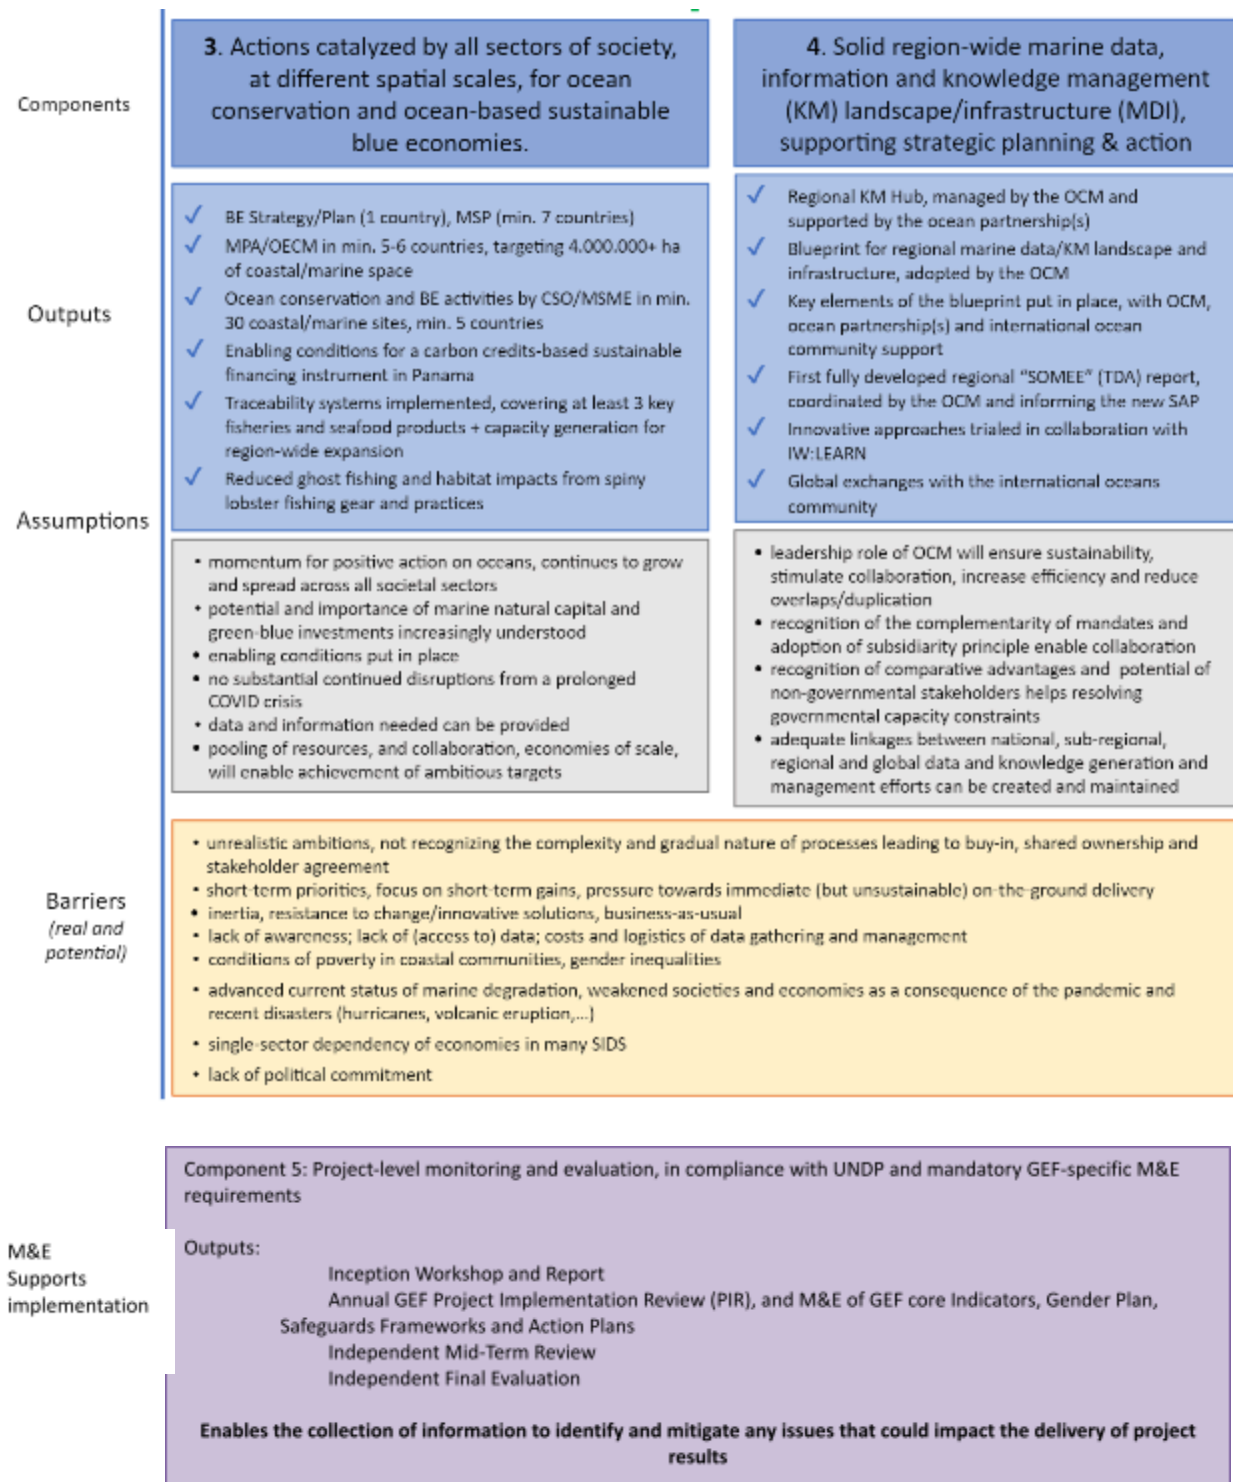 Components
3. Actions catalyzed by all sectors of society,
at different spatial scales, for ocean
conservation and ocean-based sustainable
blue economies.
4. Solid region-wide marine data,
information and knowledge management
(KM) landscape/infrastructure (MDI),
supporting strategic planning & action
Outputs
✓ BE Strategy/Plan (1 country), MSP (min. 7 countries)
✓ MPA/OECM in min. 5-6 countries, targeting 4.000.000+ ha
of coastal/marine space
✓ Ocean conservation and BE activities by CSO/MSME in min.
30 coastal/marine sites, min. 5 countries
✓ Enabling conditions for a carbon credits-based sustainable
financing instrument in Panama
✓ Traceability systems implemented, covering at least 3 key
fisheries and seafood products + capacity generation for
region-wide expansion
✓ Reduced ghost fishing and habitat impacts from spiny
lobster fishing gear and practices
✓ Regional KM Hub, managed by the OCM and
supported by the ocean partnership(s)
✓ Blueprint for regional marine data/KM landscape and
infrastructure, adopted by the OCM
✓ Key elements of the blueprint put in place, with OCM,
ocean partnership(s) and international ocean
community support
✓ First fully developed regional “SOMEE” (TDA) report,
coordinated by the OCM and informing the new SAP
✓ Innovative approaches trialed in collaboration with
IW:LEARN
✓ Global exchanges with the international oceans
community
Assumptions
• momentum for positive action on oceans, continues to grow
and spread across all societal sectors
• potential and importance of marine natural capital and
green-blue investments increasingly understood
• enabling conditions put in place
• no substantial continued disruptions from a prolonged
COVID crisis
• data and information needed can be provided
• pooling of resources, and collaboration, economies of scale,
will enable achievement of ambitious targets
• leadership role of OCM will ensure sustainability,
stimulate collaboration, increase efficiency and reduce
overlaps/duplication
• recognition of the complementarity of mandates and
adoption of subsidiarity principle enable collaboration
• recognition of comparative advantages and potential of
non-governmental stakeholders helps resolving
governmental capacity constraints
• adequate linkages between national, sub-regional,
regional and global data and knowledge generation and
management efforts can be created and maintained
Barriers
(real and
potential)
• unrealistic ambitions, not recognizing the complexity and gradual nature of processes leading to buy-in, shared ownership and
stakeholder agreement
• short-term priorities, focus on short-term gains, pressure towards immediate (but unsustainable) on-the-ground delivery
• inertia, resistance to change/innovative solutions, business-as-usual
• lack of awareness; lack of (access to) data; costs and logistics of data gathering and management
• conditions of poverty in coastal communities, gender inequalities
• advanced current status of marine degradation, weakened societies and economies as a consequence of the pandemic and
recent disasters (hurricanes, volcanic eruption,...)
• single-sector dependency of economies in many SIDS
• lack of political commitment
M&E
Supports
implementation
Component 5: Project-level monitoring and evaluation, in compliance with UNDP and mandatory GEF-specific M&E
requirements
Outputs:
Inception Workshop and Report
Annual GEF Project Implementation Review (PIR), and M&E of GEF core Indicators, Gender Plan,
Safeguards Frameworks and Action Plans
Independent Mid-Term Review
Independent Final Evaluation
Enables the collection of information to identify and mitigate any issues that could impact the delivery of project
results